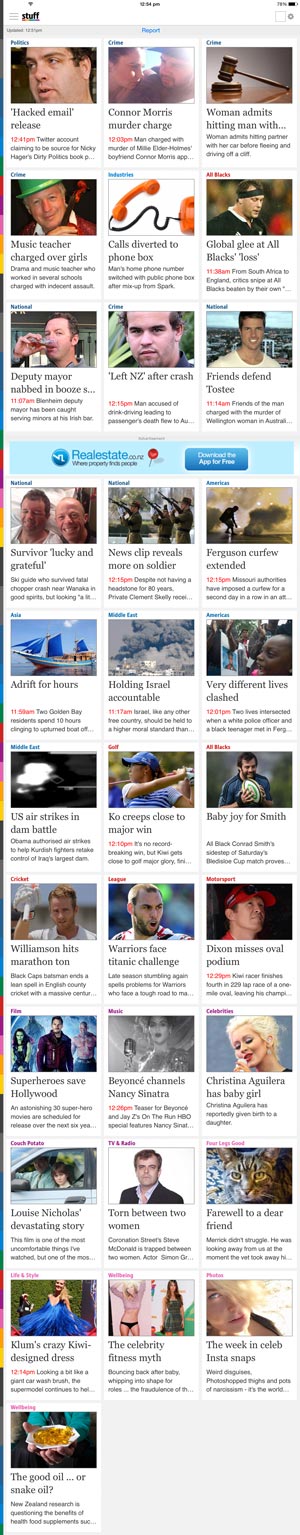 12:54 pm
78%
stuff
Updated: 12:51pm
Report
Politics
'Hacked email'
release
12:41pm Twitter account
claiming to be source for Nicky
Hager's Dirty Politics book p...
Crime
Connor Morris
murder charge
12:03pm Man charged with
murder of Millie Elder-Holmes'
boyfriend Connor Morris app...
Crime
Woman admits
hitting man with...
Woman admits hitting partner
with her car before fleeing and
driving off a cliff.
Crime
Music teacher
charged over girls
Drama and music teacher who
worked in several schools
charged with indecent assault.
Industries
Calls diverted to
phone box
Man's home phone number
switched with public phone box
after mix-up from Spark.
All Blacks
Global glee at All
Blacks' 'loss'
11:38am From South Africa to
England, critics snipe at All
Blacks beaten by their own "...
National
Deputy mayor
nabbed in booze s...
11:07am Blenheim deputy
mayor has been caught
serving minors at his Irish bar.
Crime
'Left NZ' after crash
12:15pm Man accused of
drink-driving leading to
passenger's death flew to Au...
National
Friends defend
Tostee
11:14am Friends of the man
charged with the murder of
Wellington woman in Australi...
Advertisement
Realestate.co.nz
Where property finds people
Download the
App for Free
National
Survivor 'lucky and
grateful'
Ski guide who survived fatal
chopper crash near Wanaka in
good spirits, but looking "a lit...
National
News clip reveals
more on soldier
12:15pm Despite not having a
headstone for 80 years,
Private Clement Skelly recei...
Americas
Ferguson curfew
extended
12:15pm Missouri authorities
have imposed a curfew for a
second day in a row in an att...
Asia
Adrift for hours
11:59am Two Golden Bay
residents spend 10 hours
clinging to upturned boat off...
Middle East
Holding Israel
accountable
11:17am Israel, like any other
free country, should be held to
a higher moral standard than...
Americas
Very different lives
clashed
12:01pm Two lives intersected
when a white police officer and
a black teenager met in Ferg...
Middle East
US air strikes in
dam battle
Obama authorised air strikes
to help Kurdish fighters retake
control of Iraq's largest dam.
Golf
Ko creeps close to
major win
12:10pm It's no record-
breaking win, but Kiwi gets
close to major golf glory, fini...
All Blacks
Baby joy for Smith
All Black Conrad Smith's
sidestep of Saturday's
Bledisloe Cup match proves...
Cricket
Williamson hits
marathon ton
Black Caps batsman ends a
lean spell in English county
cricket with a massive centur...
League
Warriors face
titanic challenge
Late season stumbling again
spells problems for Warriors
who face a tough road to ma...
Motorsport
Dixon misses oval
podium
12:29pm Kiwi racer finishes
fourth in 229 lap race of a one-
mile oval, leaving his champi...
Film
Superheroes save
Hollywood
An astonishing 30 super-hero
movies are scheduled for
release over the next six yea...
Music
Beyoncé channels
Nancy Sinatra
12:26pm Teaser for Beyoncé
and Jay Z's On The Run HBO
special features Nancy Sinatr...
Celebrities
Christina Aguilera
has baby girl
Christina Aguilera has
reportedly given birth to a
daughter.
Couch Potato
Louise Nicholas'
devastating story
This film is one of the most
uncomfortable things I've
watched, but one of the most...
TV & Radio
Torn between two
women
Coronation Street's Steve
McDonald is trapped between
two women. Actor Simon Gr...
Four Legs Good
Farewell to a dear
friend
Merrick didn't struggle. He was
looking away from us at the
moment the vet took away hi...
Life & Style
Klum's crazy Kiwi-
designed dress
12:14pm Looking a bit like a
giant car wash brush, the
supermodel continues to hel...
Wellbeing
The celebrity
fitness myth
Bouncing back after baby,
whipping into shape for
roles ... the fraudulence of th...
Photos
The week in celeb
Insta snaps
Weird disguises,
Photoshopped thighs and pots
of narcissism - it's the world...
Wellbeing
The good oil ... or
snake oil?
New Zealand research is
questioning the benefits of
health food supplements suc...